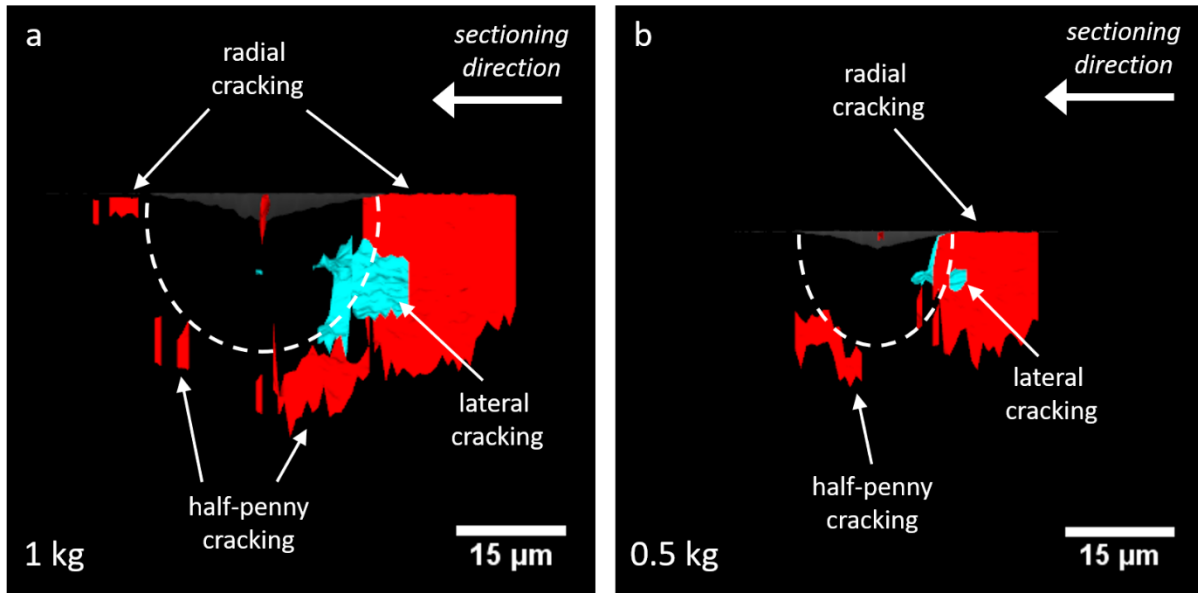 a
radial
cracking
sectioning
direction
lateral
cracking
half-penny
cracking
1 kg
15 µm
b
radial
cracking
sectioning
direction
lateral
cracking
half-penny
cracking
0.5 kg
15 µm